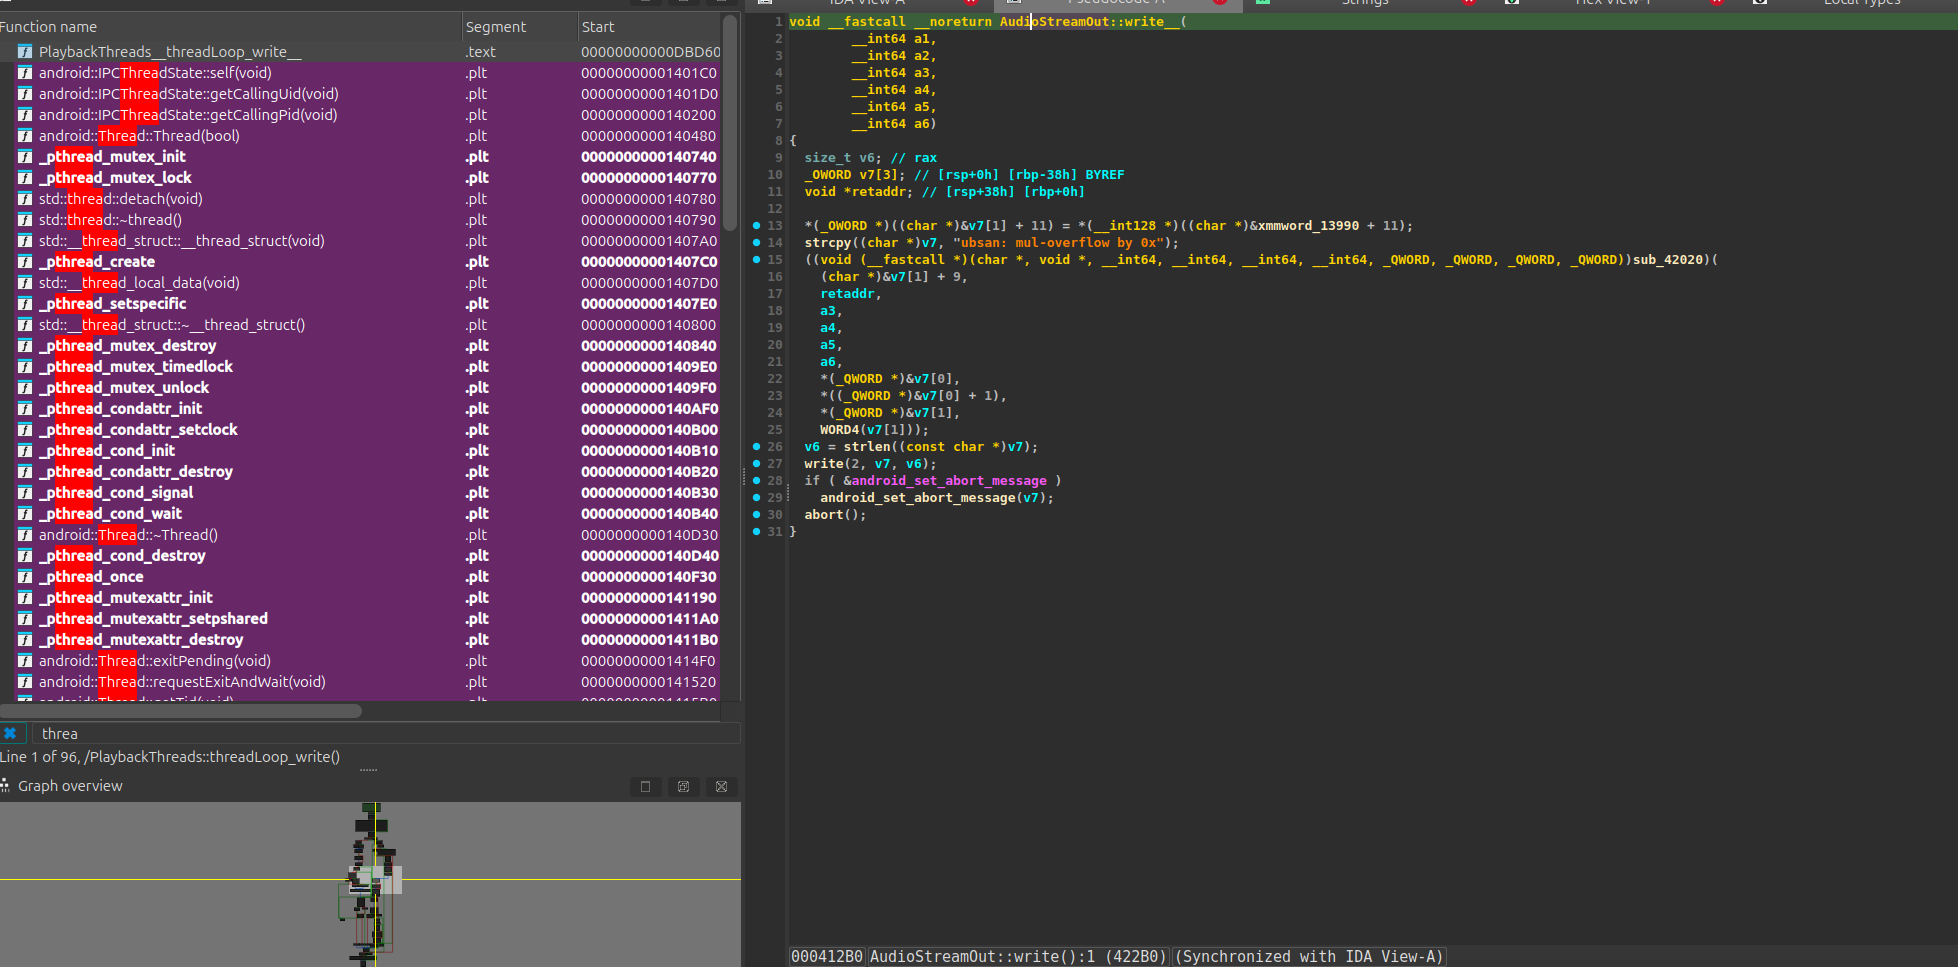 IDA View-A
Pseudocode-A
Strings
Hex View-1
Local Types
Function name Segment Start
PlaybackThreads__threadLoop_write__ .text 00000000000DBD60
android::IPCThreadState::self(void) .plt 00000000001401C0
android::IPCThreadState::getCallingUid(void) .plt 00000000001401D0
android::IPCThreadState::getCallingPid(void) .plt 0000000000140200
android::Thread::Thread(bool) .plt 0000000000140480
_pthread_mutex_init .plt 0000000000140740
_pthread_mutex_lock .plt 0000000000140770
std::thread::detach(void) .plt 0000000000140780
std::thread::~thread() .plt 0000000000140790
std::__thread_struct::__thread_struct(void) .plt 00000000001407A0
_pthread_create .plt 00000000001407C0
std::__thread_local_data(void) .plt 00000000001407D0
_pthread_setspecific .plt 00000000001407E0
std::__thread_struct::~__thread_struct() .plt 0000000000140800
_pthread_mutex_destroy .plt 0000000000140840
_pthread_mutex_timedlock .plt 00000000001409E0
_pthread_mutex_unlock .plt 00000000001409F0
_pthread_condattr_init .plt 0000000000140AF0
_pthread_condattr_setclock .plt 0000000000140B00
_pthread_cond_init .plt 0000000000140B10
_pthread_condattr_destroy .plt 0000000000140B20
_pthread_cond_signal .plt 0000000000140B30
_pthread_cond_wait .plt 0000000000140B40
android::Thread::~Thread() .plt 0000000000140D30
_pthread_cond_destroy .plt 0000000000140D40
_pthread_once .plt 0000000000140F30
_pthread_mutexattr_init .plt 0000000000141190
_pthread_mutexattr_setpshared .plt 00000000001411A0
_pthread_mutexattr_destroy .plt 00000000001411B0
android::Thread::exitPending(void) .plt 00000000001414F0
android::Thread::requestExitAndWait(void) .plt 0000000000141520
threa
Line 1 of 96, /PlaybackThreads::threadLoop_write()
Graph overview
1 void __fastcall __noreturn AudioStreamOut::write__(
2 __int64 a1,
3 __int64 a2,
4 __int64 a3,
5 __int64 a4,
6 __int64 a5,
7 __int64 a6)
8 {
9 size_t v6; // rax
10 _OWORD v7[3]; // [rsp+0h] [rbp-38h] BYREF
11 void *retaddr; // [rsp+38h] [rbp+0h]
12
13 *(_OWORD *)((char *)&v7[1] + 11) = *(__int128 *)((char *)&xmmword_13990 + 11);
14 strcpy((char *)v7, "ubsan: mul-overflow by 0x");
15 ((void (__fastcall *)(char *, void *, __int64, __int64, __int64, __int64, _QWORD, _QWORD, _QWORD, _QWORD))sub_42020)(
16 (char *)&v7[1] + 9,
17 retaddr,
18 a3,
19 a4,
20 a5,
21 a6,
22 *(_QWORD *)&v7[0],
23 *((_QWORD *)&v7[0] + 1),
24 *(_QWORD *)&v7[1],
25 WORD4(v7[1]));
26 v6 = strlen((const char *)v7);
27 write(2, v7, v6);
28 if ( &android_set_abort_message )
29 android_set_abort_message(v7);
30 abort();
31 }
000412B0 AudioStreamOut::write():1 (422B0) (Synchronized with IDA View-A)